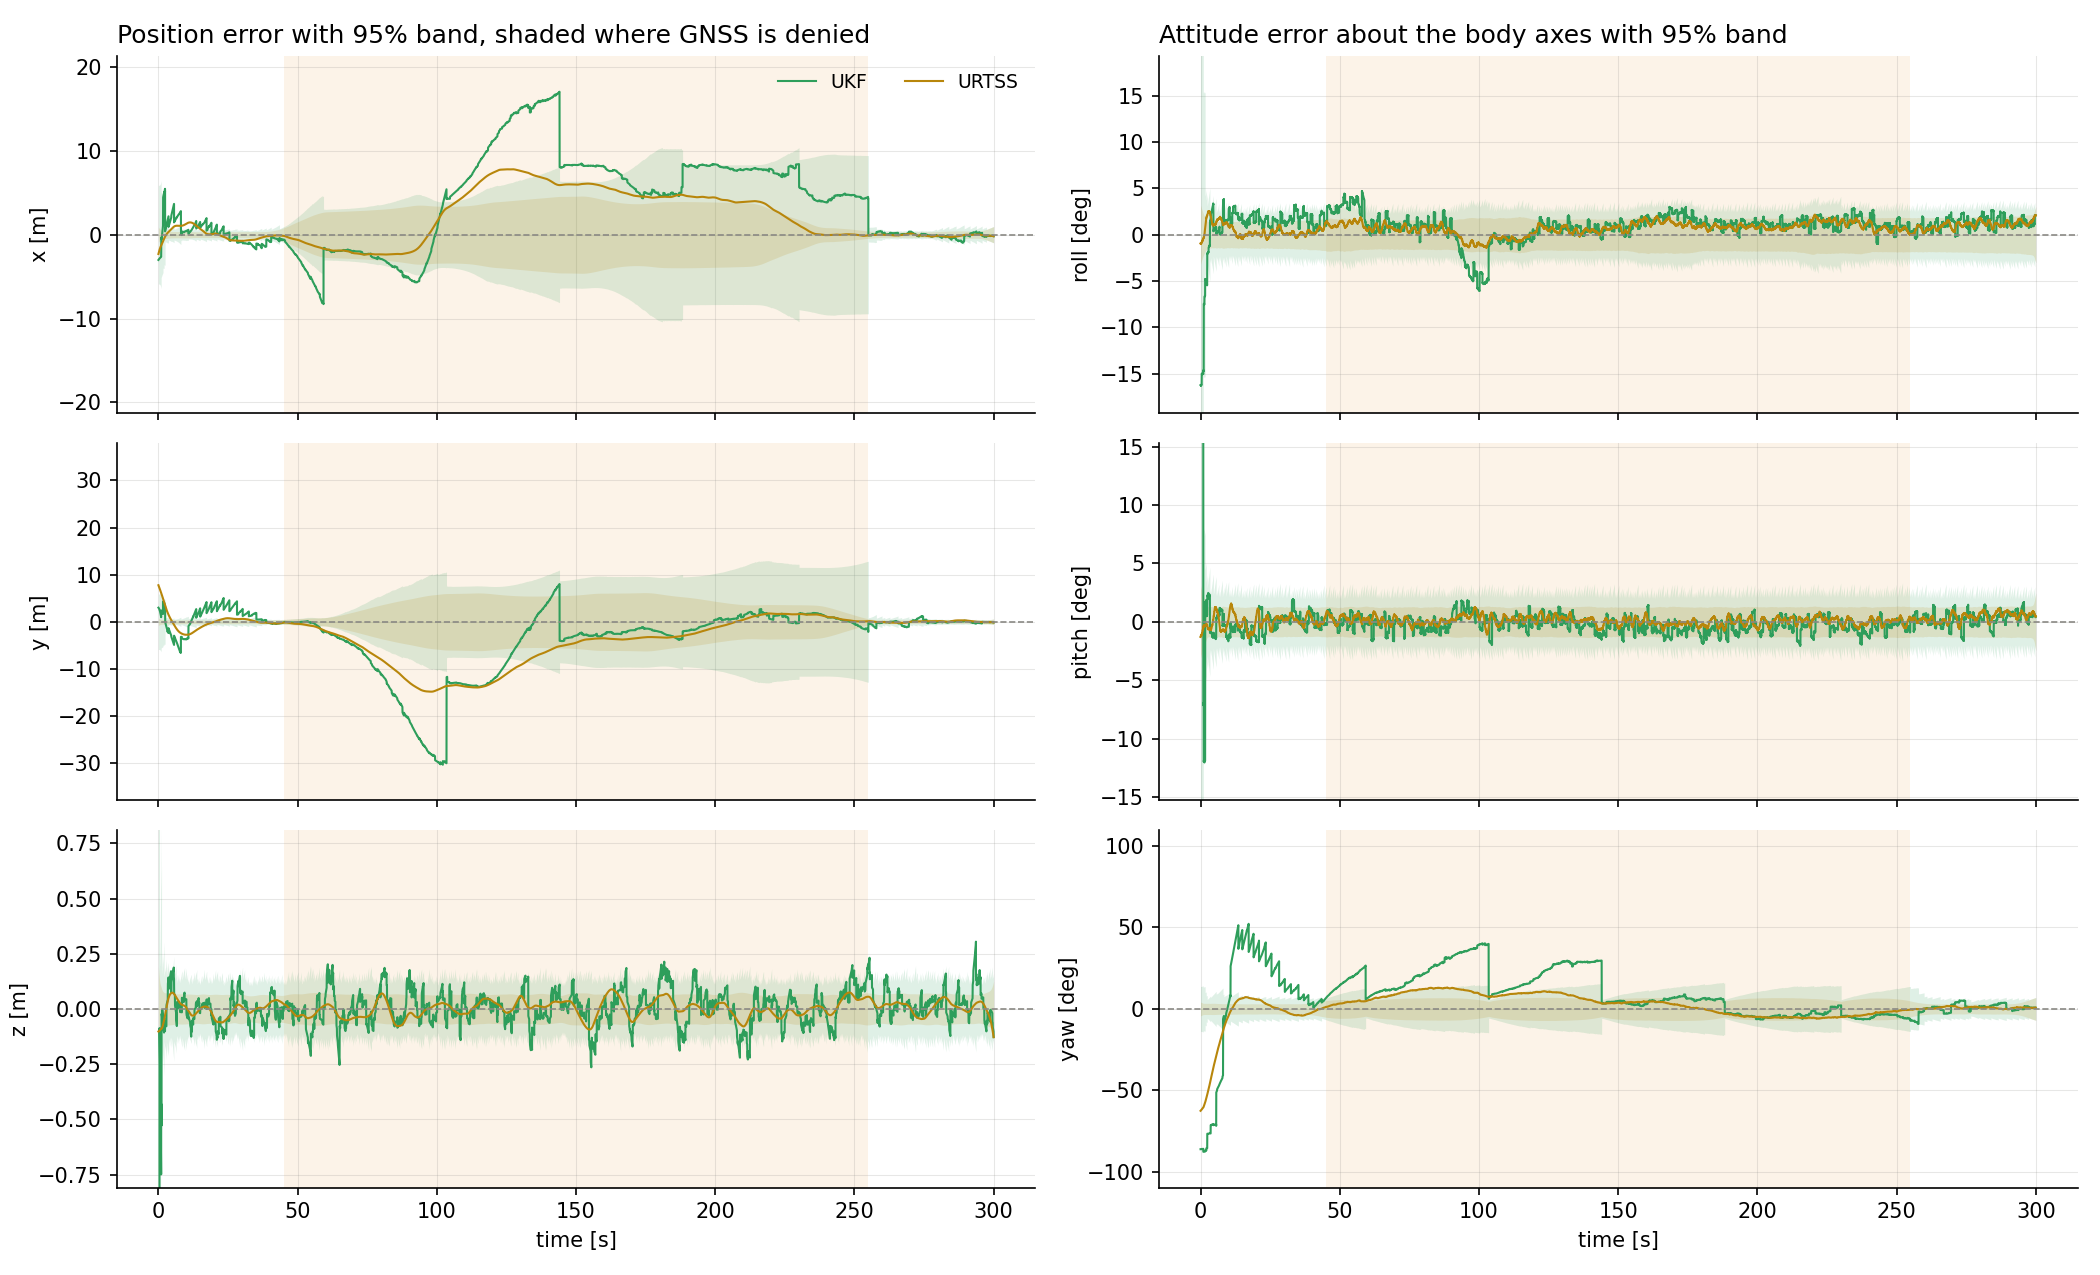 Position error with 95% band, shaded where GNSS is denied
UKF
URTSS
x [m]
20
10
0
−10
−20
Attitude error about the body axes with 95% band
roll [deg]
15
10
5
0
−5
−10
−15
y [m]
30
20
10
0
−10
−20
−30
pitch [deg]
15
10
5
0
−5
−10
−15
z [m]
0.75
0.50
0.25
0.00
−0.25
−0.50
−0.75
0 50 100 150 200 250 300
time [s]
yaw [deg]
100
50
0
−50
−100
0 50 100 150 200 250 300
time [s]